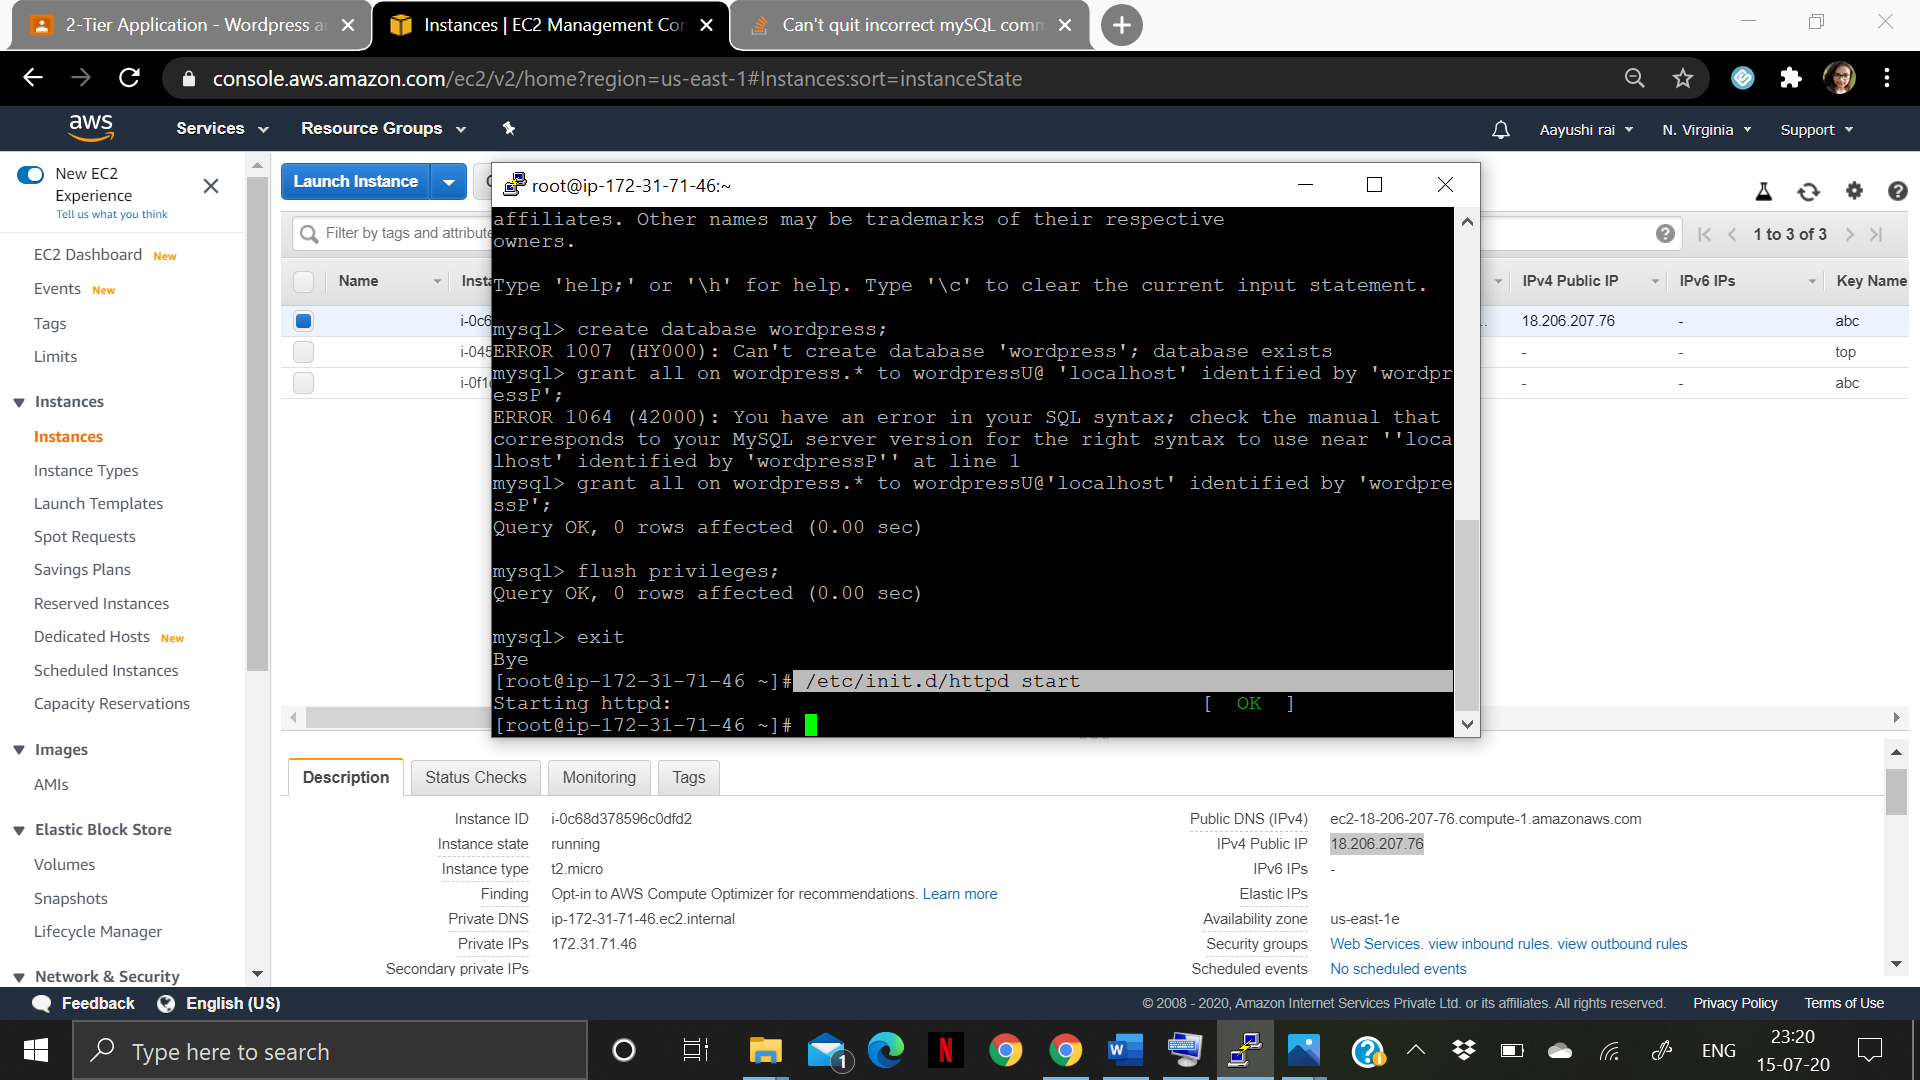 2-Tier Application - Wordpress a
Instances | EC2 Management Con
Can't quit incorrect mySQL comm
console.aws.amazon.com/ec2/v2/home?region=us-east-1#Instances:sort=instanceState
aws
Services
Resource Groups
Aayushi rai
N. Virginia
Support
New EC2
Experience
Tell us what you think
EC2 Dashboard New
Events New
Tags
Limits
Instances
Instances
Instance Types
Launch Templates
Spot Requests
Savings Plans
Reserved Instances
Dedicated Hosts New
Scheduled Instances
Capacity Reservations
Images
AMIs
Elastic Block Store
Volumes
Snapshots
Lifecycle Manager
Network & Security
Launch Instance
Filter by tags and attribute
1 to 3 of 3
Name
Insta
IPv4 Public IP
IPv6 IPs
Key Name
i-0c6
18.206.207.76
-
abc
i-045
-
-
top
i-0f1
-
-
abc
root@ip-172-31-71-46:~
affiliates. Other names may be trademarks of their respective
owners.
Type 'help;' or '\h' for help. Type '\c' to clear the current input statement.
mysql> create database wordpress;
ERROR 1007 (HY000): Can't create database 'wordpress'; database exists
mysql> grant all on wordpress.* to wordpressU@ 'localhost' identified by 'wordpr
essP';
ERROR 1064 (42000): You have an error in your SQL syntax; check the manual that
corresponds to your MySQL server version for the right syntax to use near ''loca
lhost' identified by 'wordpressP'' at line 1
mysql> grant all on wordpress.* to wordpressU@'localhost' identified by 'wordpre
ssP';
Query OK, 0 rows affected (0.00 sec)
mysql> flush privileges;
Query OK, 0 rows affected (0.00 sec)
mysql> exit
Bye
[root@ip-172-31-71-46 ~]# /etc/init.d/httpd start
Starting httpd: [ OK ]
[root@ip-172-31-71-46 ~]#
Description
Status Checks
Monitoring
Tags
Instance ID i-0c68d378596c0dfd2
Instance state running
Instance type t2.micro
Finding Opt-in to AWS Compute Optimizer for recommendations. Learn more
Private DNS ip-172-31-71-46.ec2.internal
Private IPs 172.31.71.46
Secondary private IPs
Public DNS (IPv4) ec2-18-206-207-76.compute-1.amazonaws.com
IPv4 Public IP 18.206.207.76
IPv6 IPs -
Elastic IPs
Availability zone us-east-1e
Security groups Web Services. view inbound rules. view outbound rules
Scheduled events No scheduled events
Feedback
English (US)
© 2008 - 2020, Amazon Internet Services Private Ltd. or its affiliates. All rights reserved.
Privacy Policy
Terms of Use
Type here to search
1
N
W
ENG
23:20
15-07-20